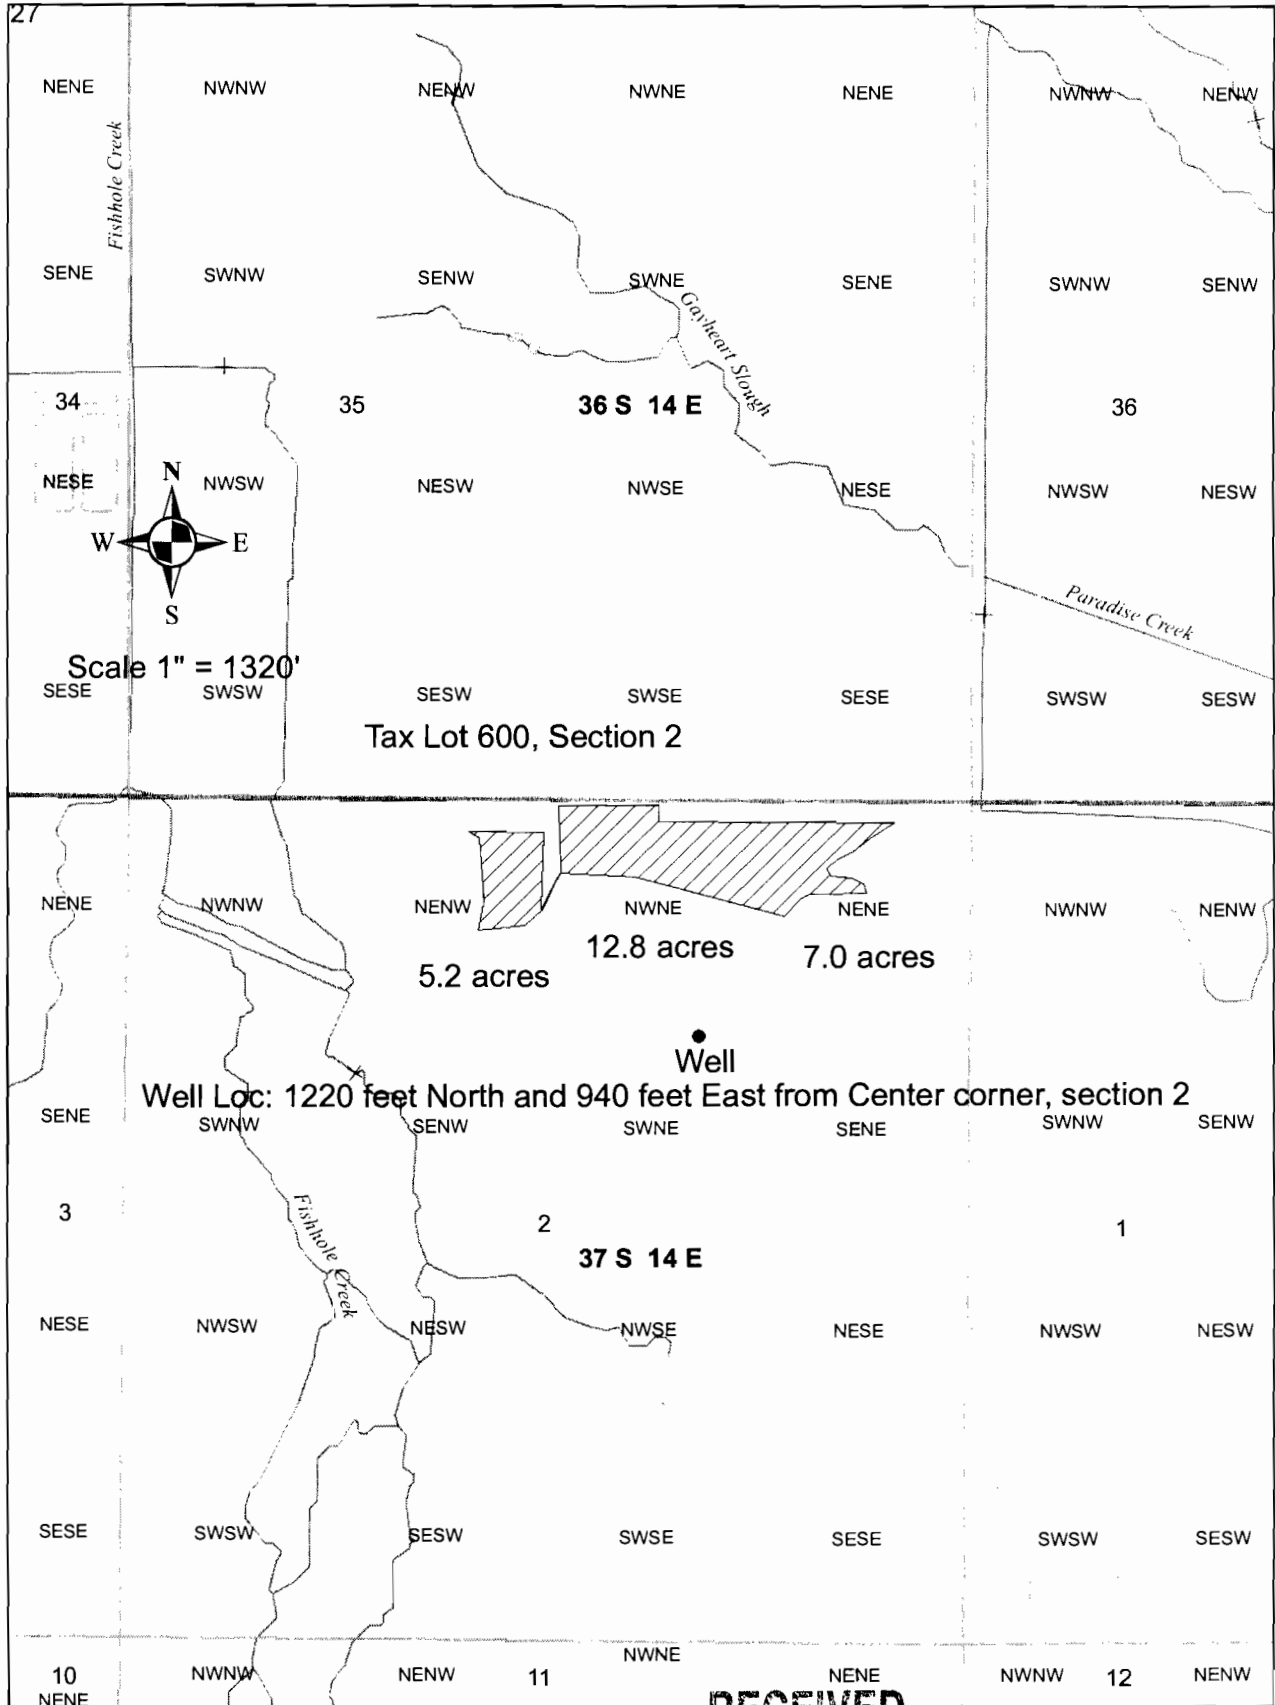 27
NENE NWNW NENW NWNE NENE NWNW NENW
Fishhole Creek
SENE SWNW SENW SWNE SENE SWNW SENW
Gayheart Slough
34 35 36 S 14 E 36
NESE NWSW NESW NWSE NESE NWSW NESW
N
W E
S
Paradise Creek
Scale 1" = 1320'
SESE SWSW SESW SWSE SESE SWSW SESW
Tax Lot 600, Section 2
NENE NWNW NENW NWNE NENE NWNW NENW
5.2 acres 12.8 acres 7.0 acres
Well
Well Loc: 1220 feet North and 940 feet East from Center corner, section 2
SENE SWNW SENW SWNE SENE SWNW SENW
3 2 1
Fishhole Creek
37 S 14 E
NESE NWSW NESW NWSE NESE NWSW NESW
SESE SWSW SESW SWSE SESE SWSW SESW
10 NWNW NENW 11 NWNE NENE NWNW 12 NENW
NENE
RECEIVED